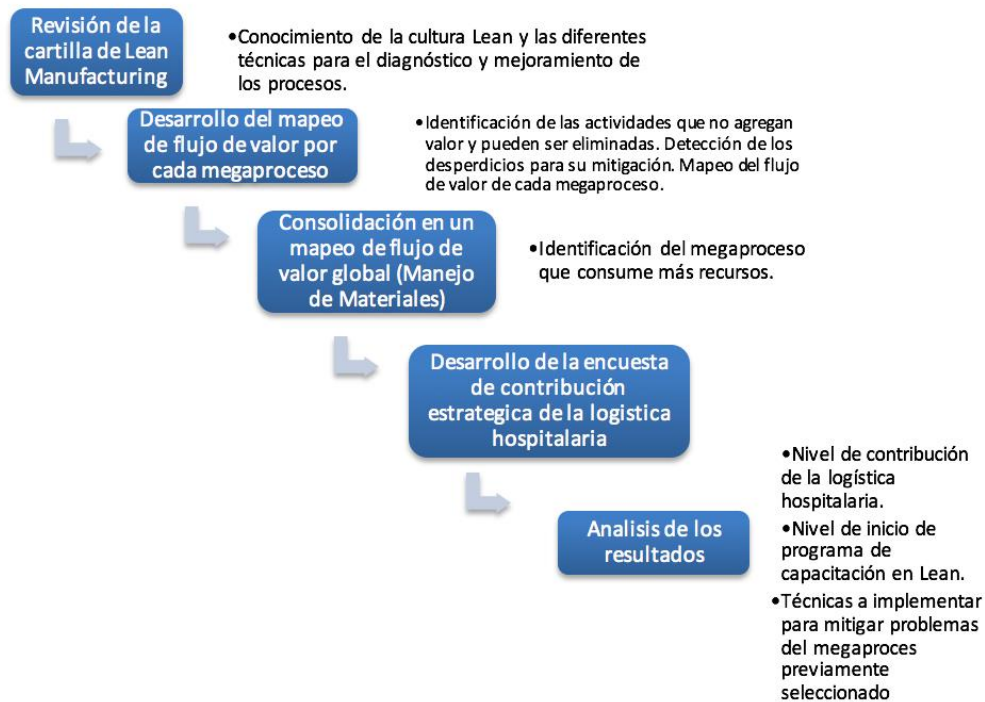 Revisión de la
cartilla de Lean
Manufacturing
•Conocimiento de la cultura Lean y las diferentes
técnicas para el diagnóstico y mejoramiento de
los procesos.
Desarrollo del mapeo
de flujo de valor por
cada megaproceso
•Identificación de las actividades que no agregan
valor y pueden ser eliminadas. Detección de los
desperdicios para su mitigación. Mapeo del flujo
de valor de cada megaproceso.
Consolidación en un
mapeo de flujo de
valor global (Manejo
de Materiales)
•Identificación del megaproceso
que consume más recursos.
Desarrollo de la encuesta
de contribución
estrategica de la logistica
hospitalaria
Analisis de los
resultados
•Nivel de contribución
de la logística
hospitalaria.
•Nivel de inicio de
programa de
capacitación en Lean.
•Técnicas a implementar
para mitigar problemas
del megaproces
previamente
seleccionado